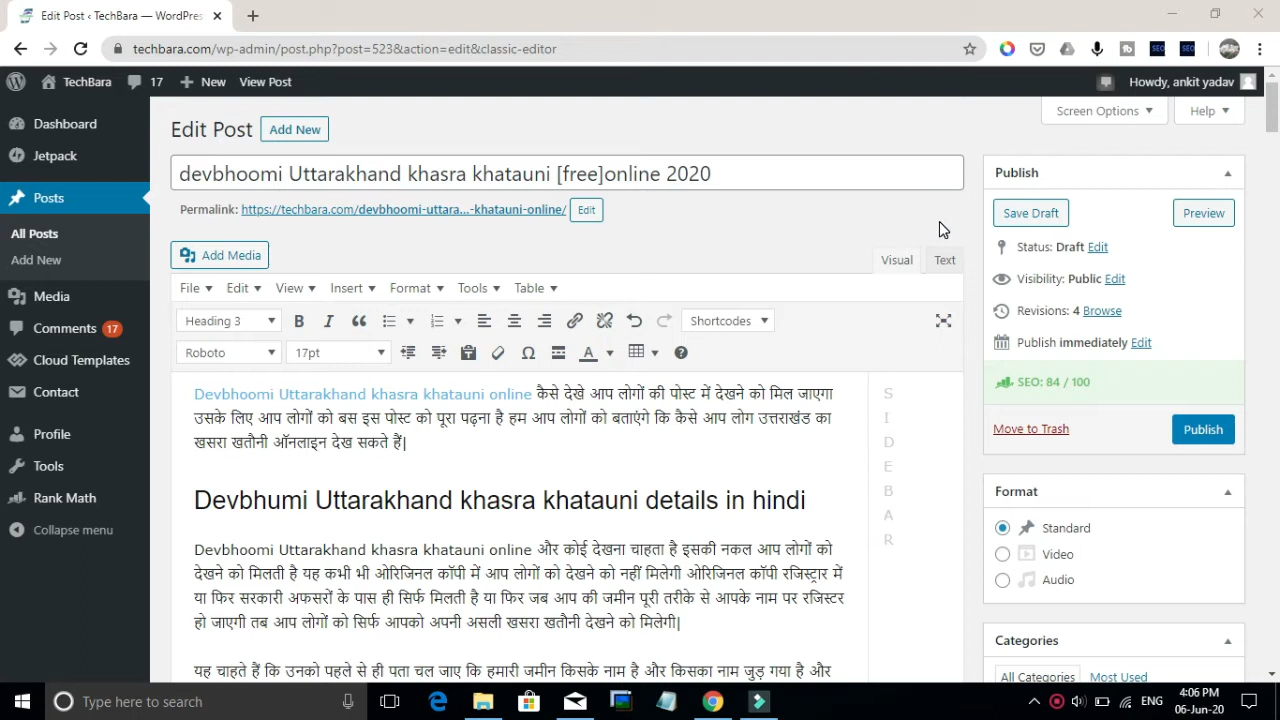 Edit Post ‹ TechBara — WordPres
techbara.com/wp-admin/post.php?post=523&action=edit&classic-editor
SEO SEO
TechBara 17 New View Post Howdy, ankit yadav
Screen Options Help
Dashboard
Jetpack
Posts
All Posts
Add New
Media
Comments 17
Cloud Templates
Contact
Profile
Tools
Rank Math
Collapse menu
Edit Post Add New
devbhoomi Uttarakhand khasra khatauni [free]online 2020
Permalink: https://techbara.com/devbhoomi-uttara...-khatauni-online/ Edit
Add Media Visual Text
File Edit View Insert Format Tools Table
Heading 3 B I Shortcodes
Roboto 17pt A
Devbhoomi Uttarakhand khasra khatauni online कैसे देखे आप लोगों की पोस्ट में देखने को मिल जाएगा
उसके लिए आप लोगों को बस इस पोस्ट को पूरा पढ़ना है हम आप लोगों को बताएंगे कि कैसे आप लोग उत्तराखंड का
खसरा खतौनी ऑनलाइन देख सकते हैं|
Devbhumi Uttarakhand khasra khatauni details in hindi
Devbhoomi Uttarakhand khasra khatauni online और कोई देखना चाहता है इसकी नकल आप लोगों को
देखने को मिलती है यह कभी भी ओरिजिनल कॉपी में आप लोगों को देखने को नहीं मिलेगी ओरिजिनल कॉपी रजिस्ट्रार में
या फिर सरकारी अफसरों के पास ही सिर्फ मिलती है या फिर जब आप की जमीन पूरी तरीके से आपके नाम पर रजिस्टर
हो जाएगी तब आप लोगों को सिर्फ आपको अपनी असली खसरा खतौनी देखने को मिलेगी|
यह चाहते हैं कि उनको पहले से ही पता चल जाए कि हमारी जमीन किसके नाम है और किसका नाम जुड़ गया है और
S
I
D
E
B
A
R
Publish
Save Draft Preview
Status: Draft Edit
Visibility: Public Edit
Revisions: 4 Browse
Publish immediately Edit
SEO: 84 / 100
Move to Trash Publish
Format
Standard
Video
Audio
Categories
All Categories Most Used
Type here to search
ENG
4:06 PM
06-Jun-20